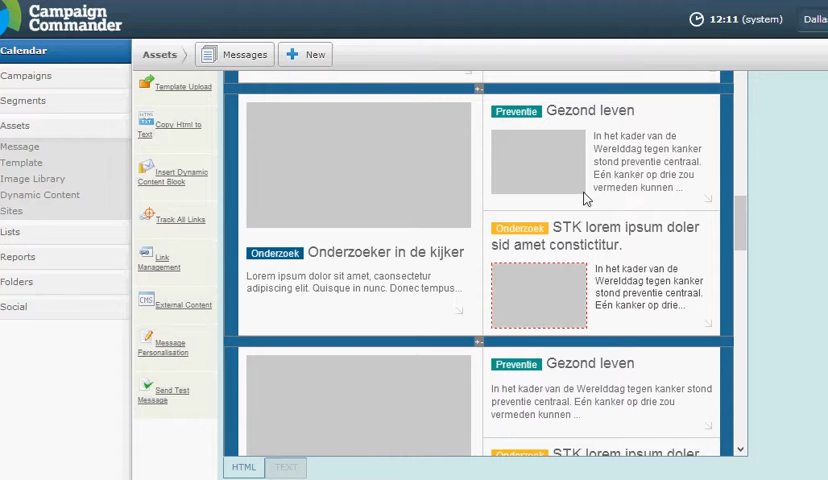 Campaign
Commander
12:11 (system)
Dallas
Calendar
Campaigns
Segments
Assets
Message
Template
Image Library
Dynamic Content
Sites
Lists
Reports
Folders
Social
Assets
Messages
New
Template Upload
HTML
TXT
Copy Html to
Text
Insert Dynamic
Content Block
Track All Links
Link
Management
CMS
External Content
Message
Personalisation
Send Test
Message
Onderzoek Onderzoeker in de kijker
Lorem ipsum dolor sit amet, caonsectetur
adipiscing elit. Quisque in nunc. Donec tempus...
Preventie Gezond leven
In het kader van de
Werelddag tegen kanker
stond preventie centraal.
Eén kanker op drie zou
vermeden kunnen ...
Onderzoek STK lorem ipsum doler
sid amet constictitur.
In het kader van de
Werelddag tegen kanker
stond preventie centraal.
Eén kanker op drie...
Preventie Gezond leven
In het kader van de Werelddag tegen kanker stond
preventie centraal. Eén kanker op drie zou
vermeden kunnen ...
Onderzoek STK lorem ipsum doler
HTML
TEXT